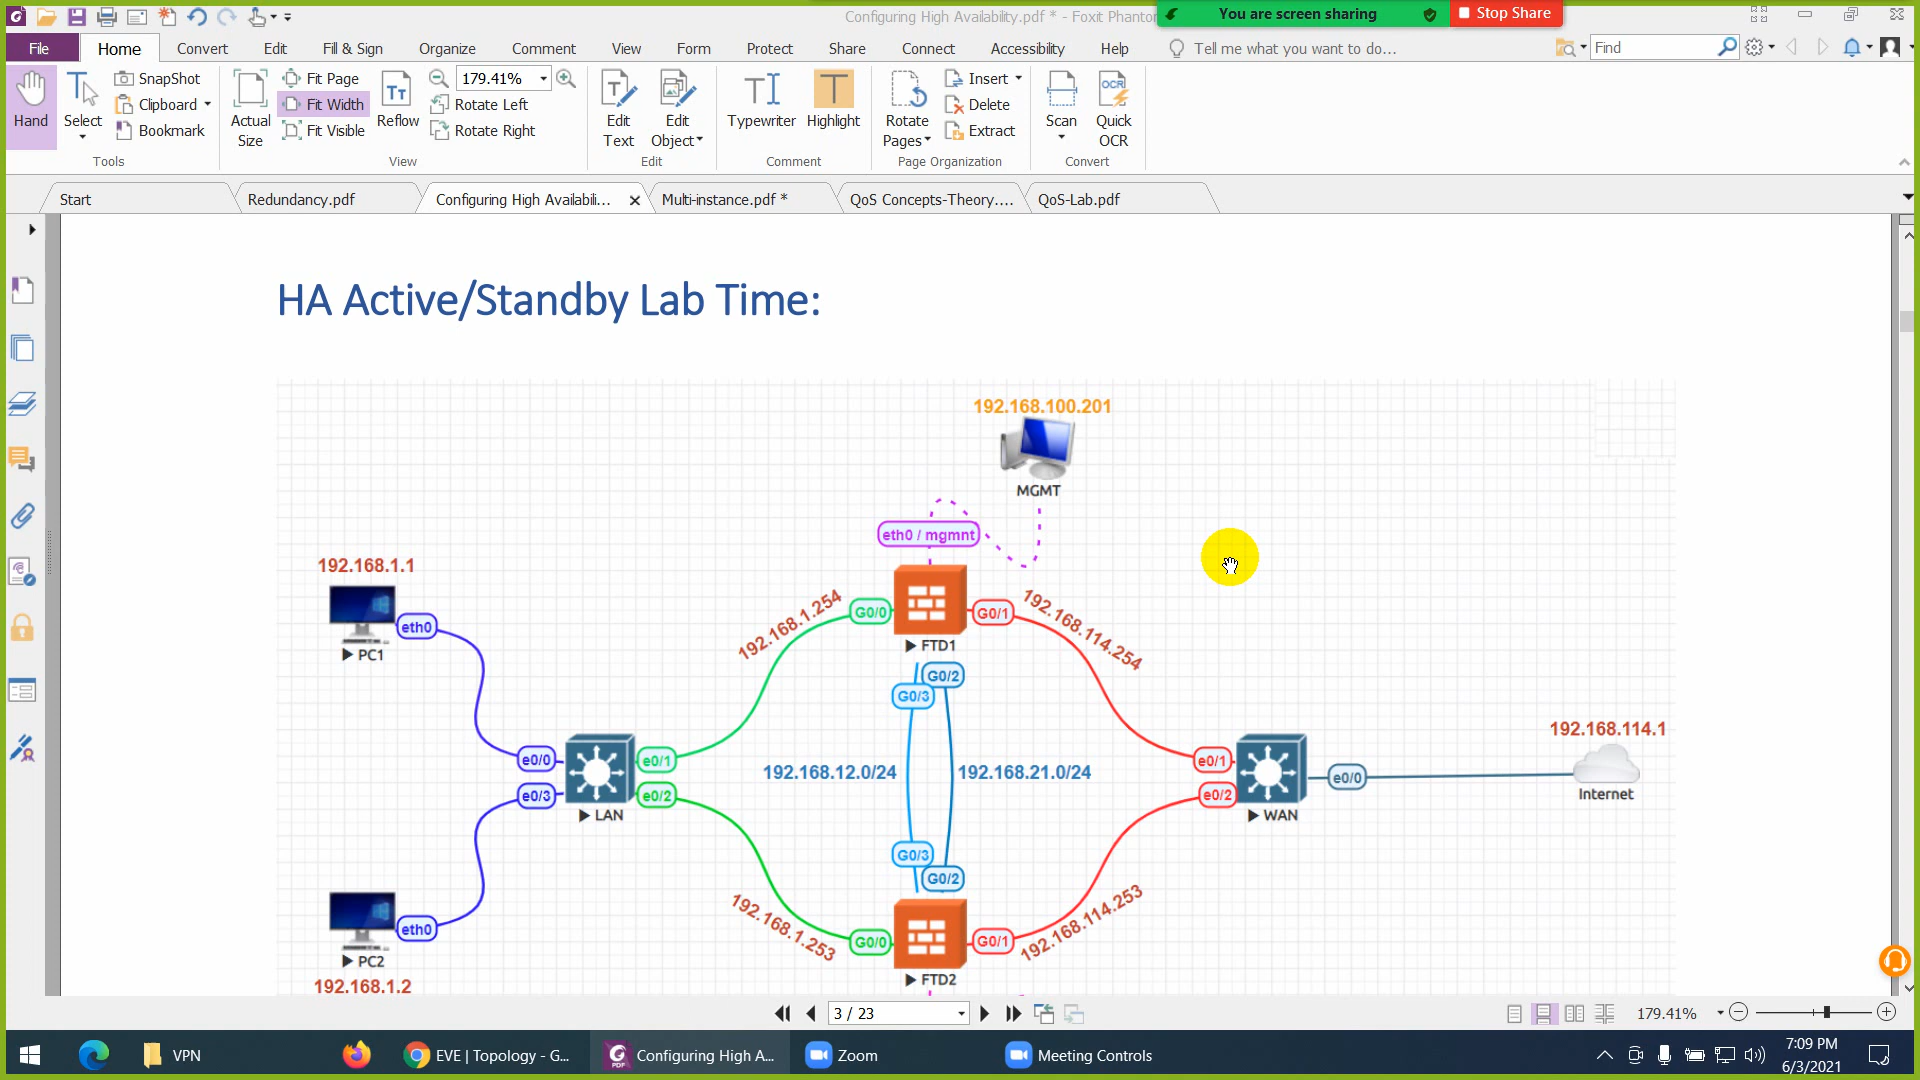 Configuring High Availability.pdf * - Foxit Phanto
You are screen sharing
Stop Share
File
Home
Convert
Edit
Fill & Sign
Organize
Comment
View
Form
Protect
Share
Connect
Accessibility
Help
Tell me what you want to do...
Find
Hand
Select
SnapShot
Clipboard
Bookmark
Tools
Actual
Size
Fit Page
Fit Width
Fit Visible
Reflow
179.41%
Rotate Left
Rotate Right
View
Edit
Text
Edit
Object
Edit
Typewriter
Highlight
Comment
Rotate
Pages
Insert
Delete
Extract
Page Organization
Scan
OCR
Quick
OCR
Convert
Start
Redundancy.pdf
Configuring High Availabili...
Multi-instance.pdf *
QoS Concepts-Theory....
QoS-Lab.pdf
HA Active/Standby Lab Time:
192.168.100.201
MGMT
eth0 / mgmnt
192.168.1.1
eth0
PC1
192.168.1.254
G0/0
G0/1
192.168.114.254
FTD1
G0/2
G0/3
e0/0
e0/1
e0/3
e0/2
LAN
192.168.12.0/24
192.168.21.0/24
e0/1
e0/2
WAN
e0/0
192.168.114.1
Internet
G0/3
G0/2
192.168.1.253
G0/0
G0/1
192.168.114.253
FTD2
eth0
PC2
192.168.1.2
3 / 23
179.41%
VPN
EVE | Topology - G...
PDF
Configuring High A...
Zoom
Meeting Controls
7:09 PM
6/3/2021